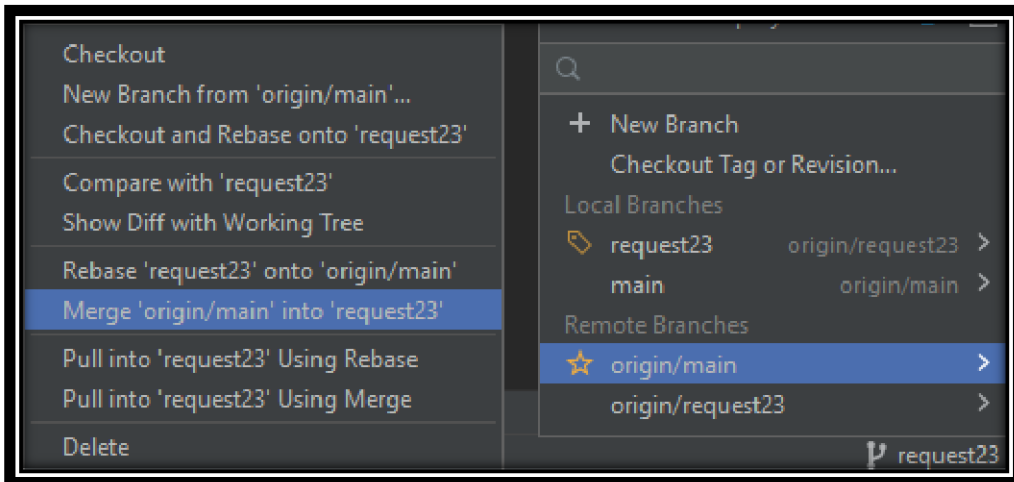 Checkout
New Branch from 'origin/main'...
Checkout and Rebase onto 'request23'
Compare with 'request23'
Show Diff with Working Tree
Rebase 'request23' onto 'origin/main'
Merge 'origin/main' into 'request23'
Pull into 'request23' Using Rebase
Pull into 'request23' Using Merge
Delete
New Branch
Checkout Tag or Revision...
Local Branches
request23 origin/request23
main origin/main
Remote Branches
origin/main
origin/request23
request23